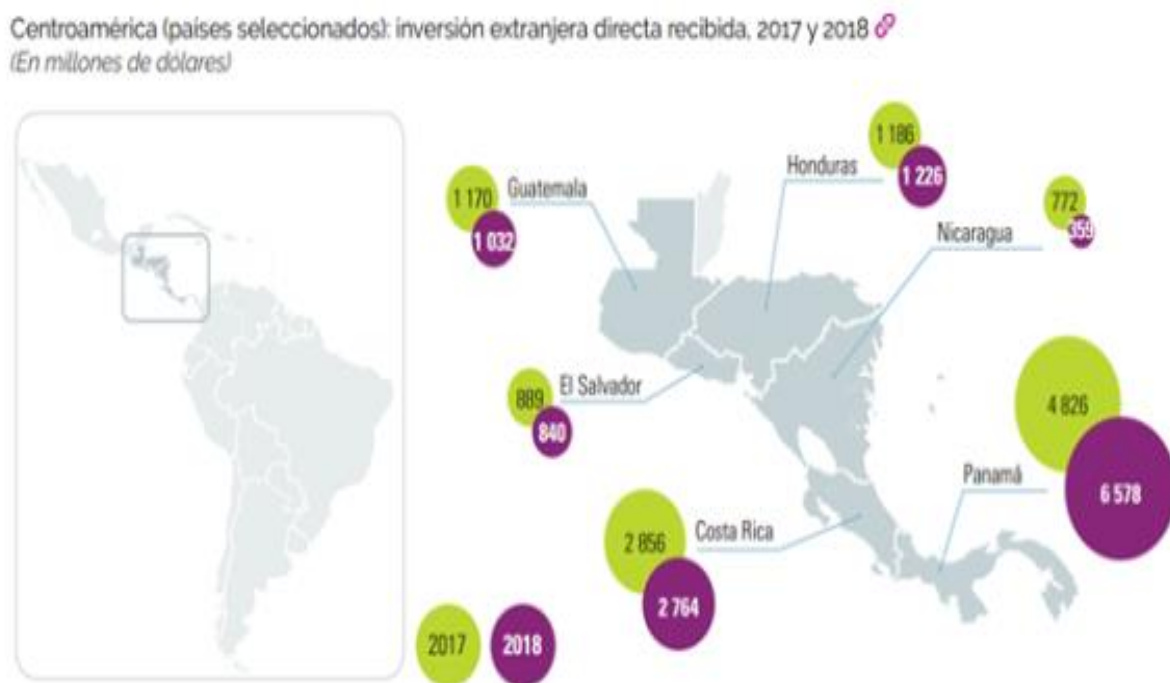 Centroamérica (países seleccionados): inversión extranjera directa recibida, 2017 y 2018
(En millones de dólares)
1 186
Honduras
1 226
1 170
Guatemala
1 032
772
359
Nicaragua
889
El Salvador
840
4 826
Panamá
6 578
2 856
Costa Rica
2 764
2017
2018